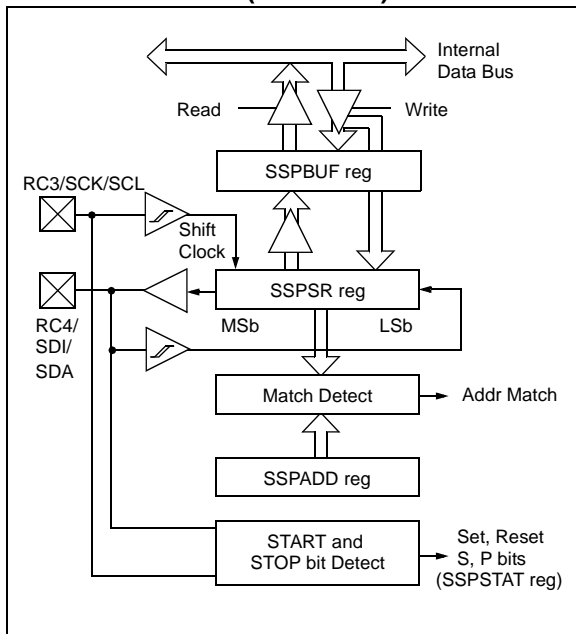 Internal
Data Bus
Read
Write
SSPBUF reg
RC3/SCK/SCL
Shift
Clock
SSPSR reg
MSb
LSb
RC4/
SDI/
SDA
Match Detect
Addr Match
SSPADD reg
START and
STOP bit Detect
Set, Reset
S, P bits
(SSPSTAT reg)